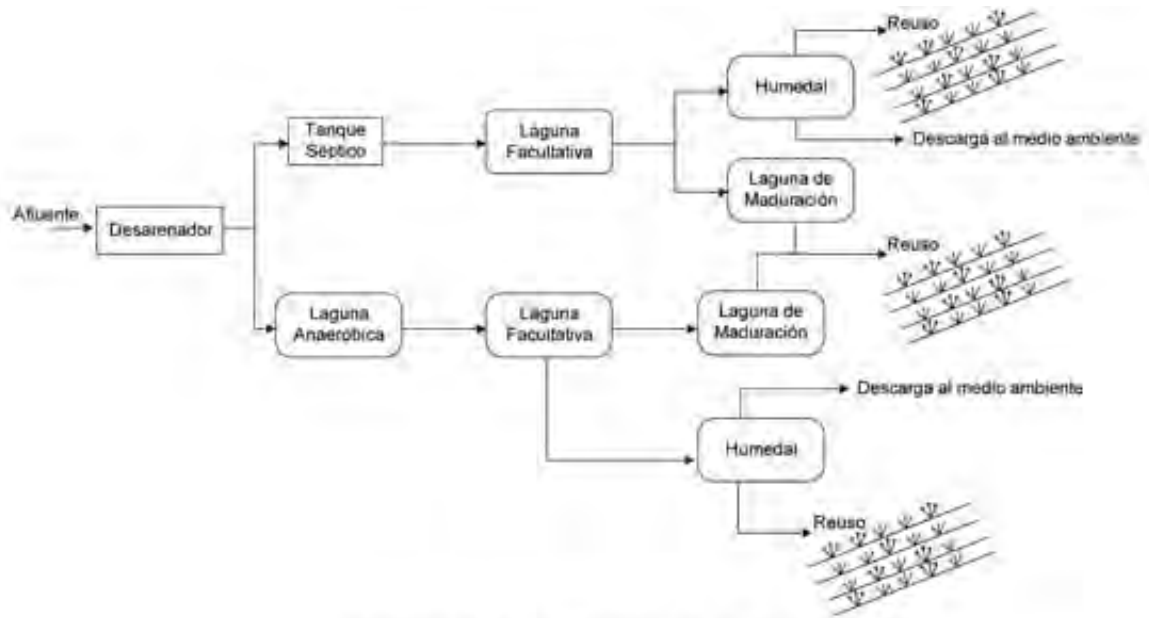 Reuso
Humedal
Descarga al medio ambiente
Tanque
Séptico
Laguna
Facultativa
Laguna de
Maduración
Afluente
Desarenador
Reuso
Laguna
Anaeróbica
Laguna
Facultativa
Laguna de
Maduración
Descarga al medio ambiente
Humedal
Reuso